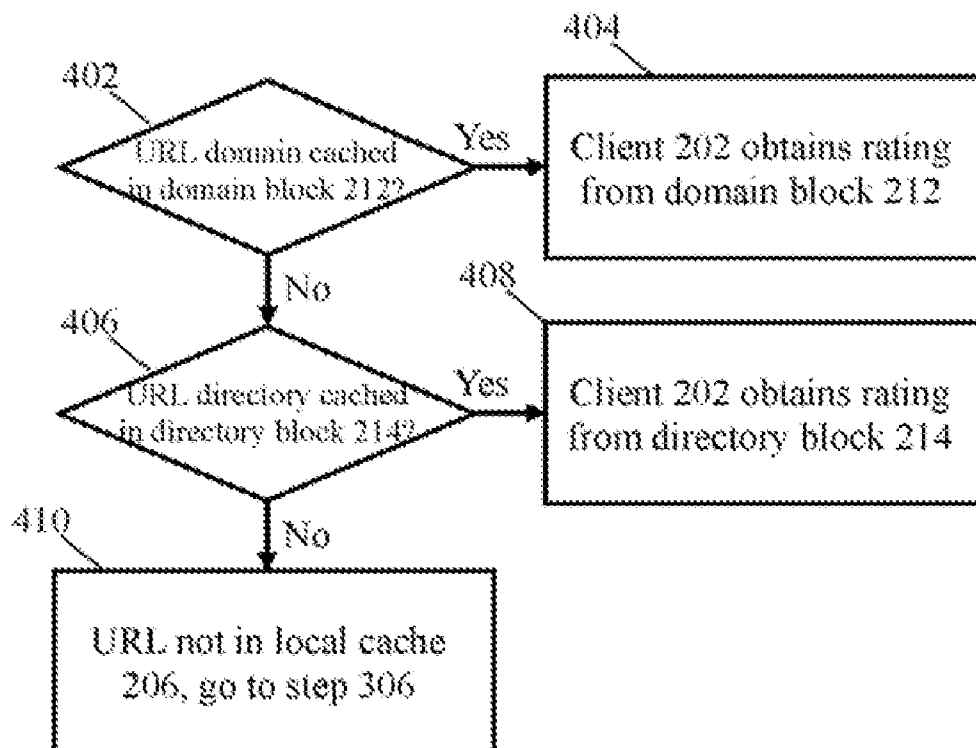 404
402
Yes
URL domain cached
in domain block 212?
Client 202 obtains rating
from domain block 212
No
408
406
Yes
URL directory cached
in directory block 214?
Client 202 obtains rating
from directory block 214
No
410
URL not in local cache
206, go to step 306